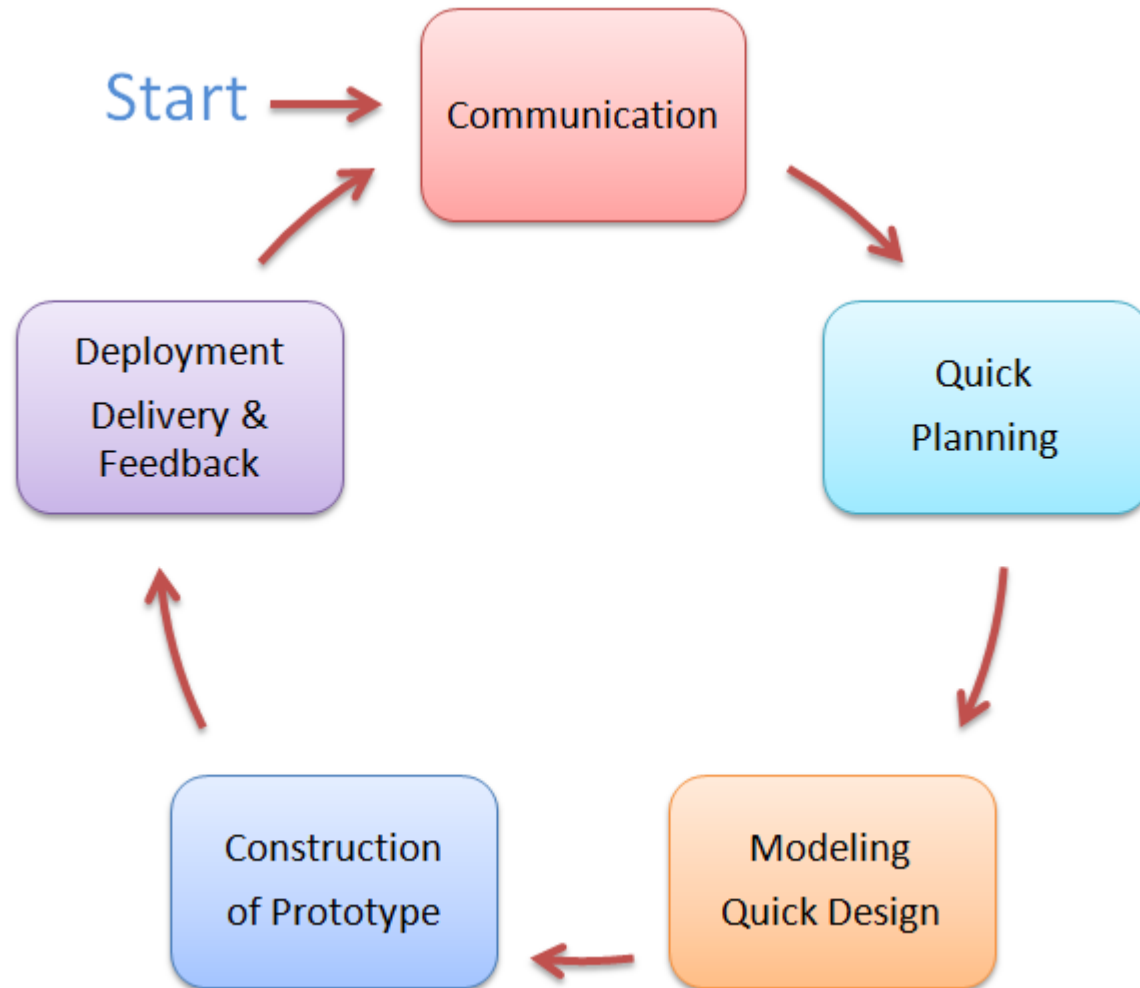 Start
Communication
Quick
Planning
Modeling
Quick Design
Construction
of Prototype
Deployment
Delivery &
Feedback